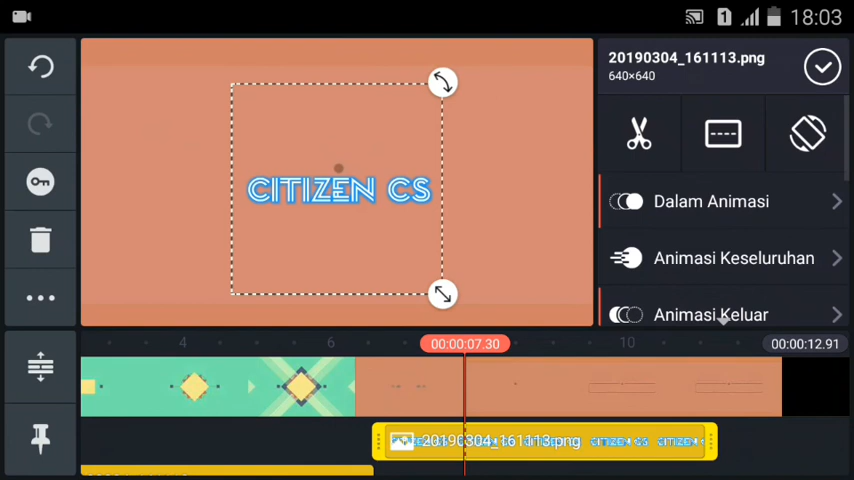 1 18:03
20190304_161113.png
640×640
CITIZEN CS
Dalam Animasi
Animasi Keseluruhan
Animasi Keluar
4 6 00:00:07.30 10 00:00:12.91
20190304_161113.png